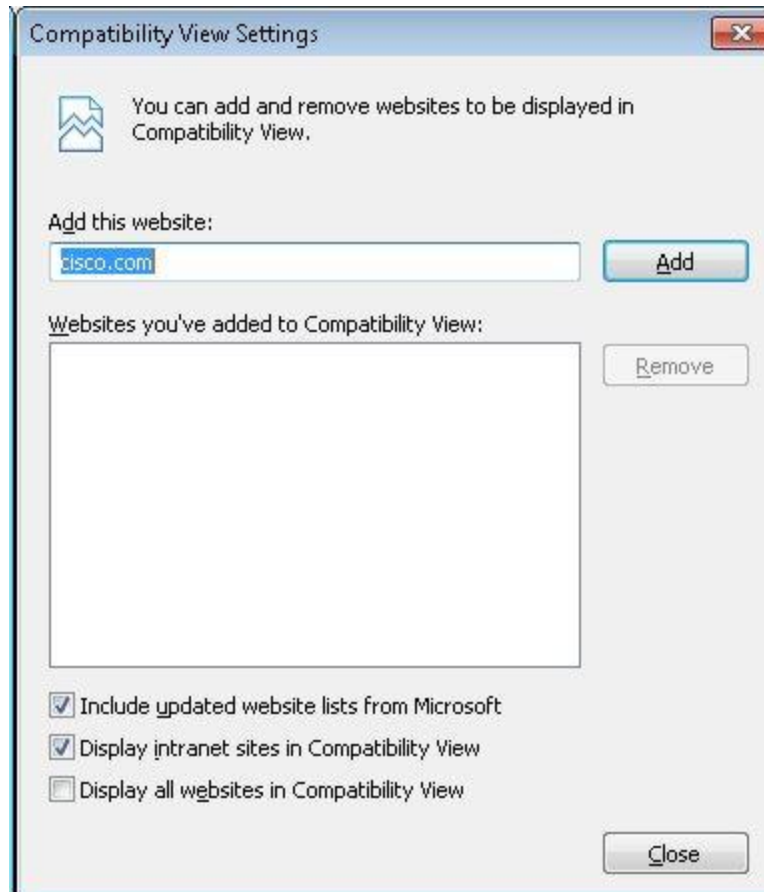 Compatibility View Settings
You can add and remove websites to be displayed in
Compatibility View.
Add this website:
cisco.com
Add
Websites you've added to Compatibility View:
Remove
Include updated website lists from Microsoft
Display intranet sites in Compatibility View
Display all websites in Compatibility View
Close